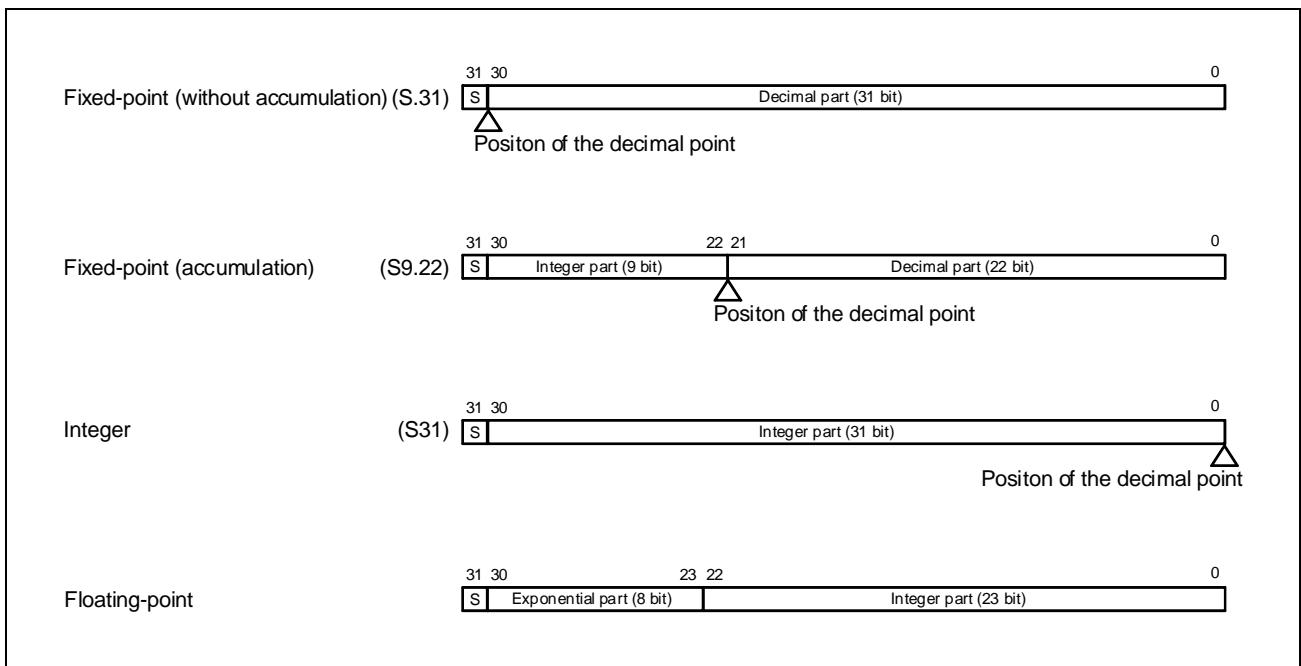 31 30 0
Fixed-point (without accumulation) (S.31) S Decimal part (31 bit)
Positon of the decimal point
31 30 22 21 0
Fixed-point (accumulation) (S9.22) S Integer part (9 bit) Decimal part (22 bit)
Positon of the decimal point
31 30 0
Integer (S31) S Integer part (31 bit)
Positon of the decimal point
31 30 23 22 0
Floating-point S Exponential part (8 bit) Integer part (23 bit)